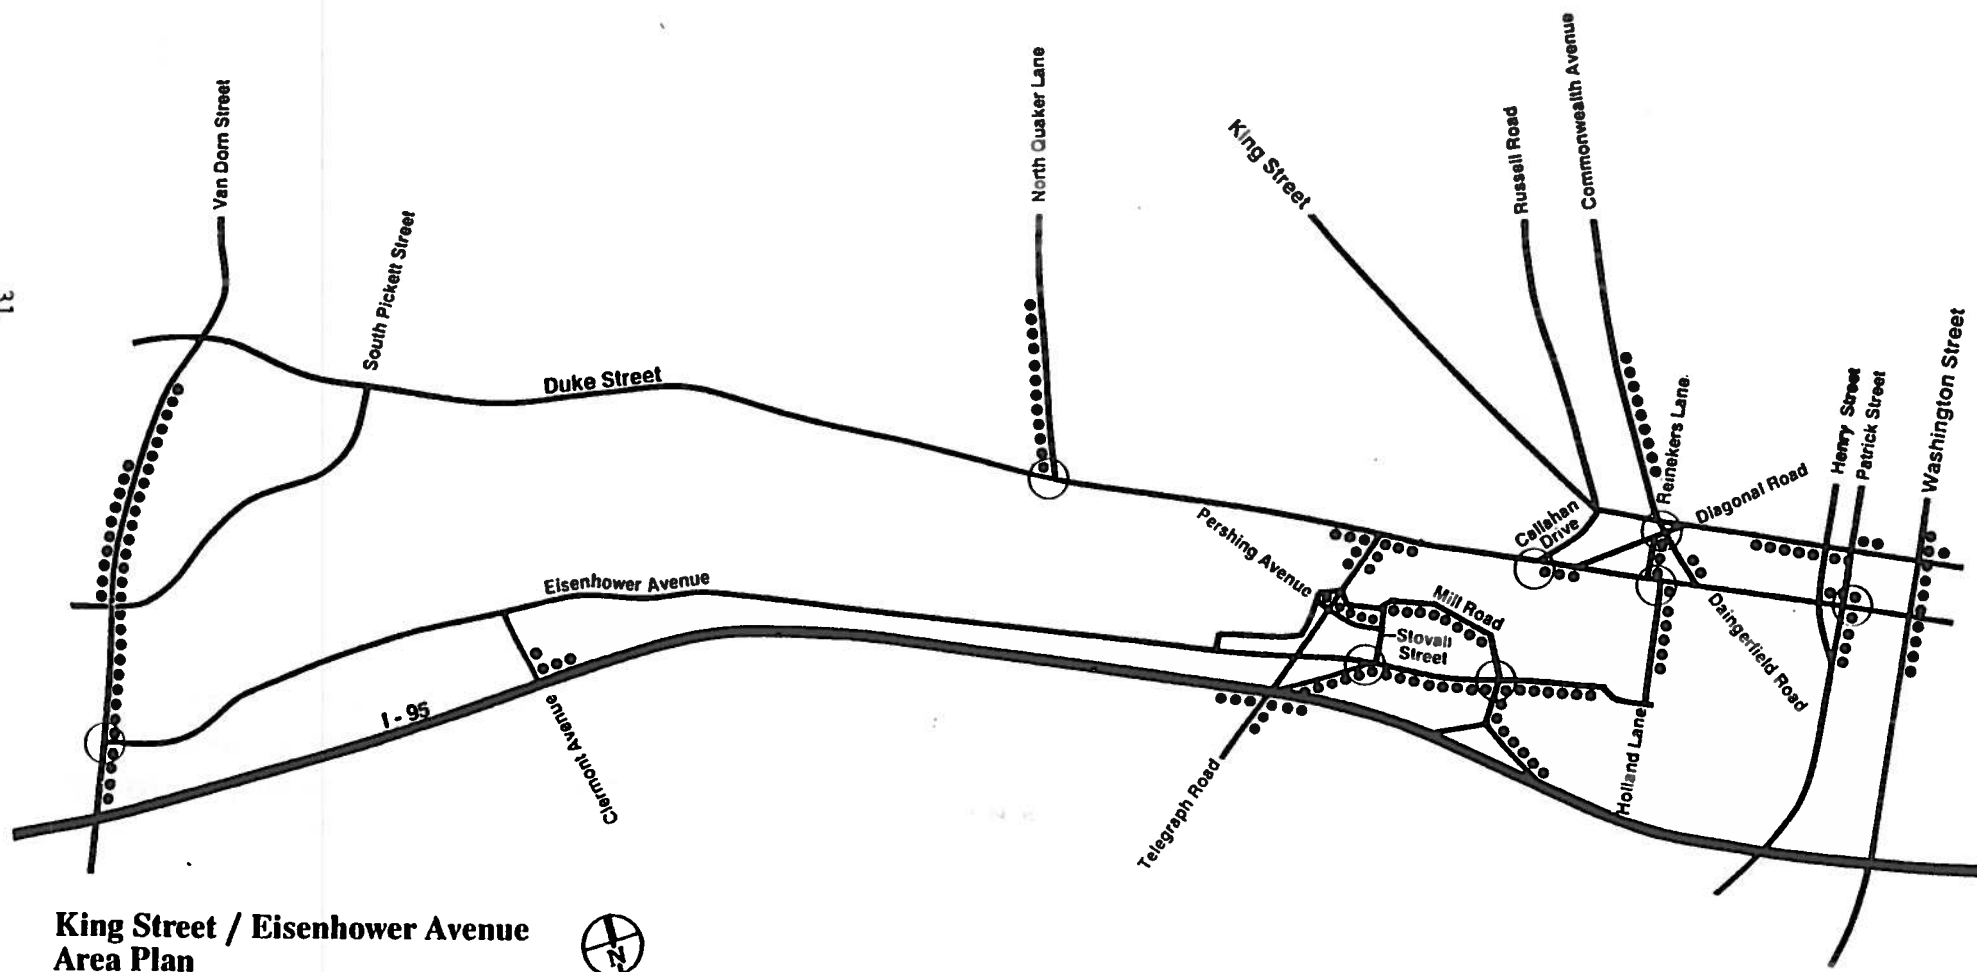 Van Dorn Street
South Pickett Street
Duke Street
North Quaker Lane
King Street
Russell Road
Commonwealth Avenue
Reinekers Lane
Diagonal Road
Henry Street
Patrick Street
Washington Street
Callahan
Drive
Pershing Avenue
Mill Road
Stovall
Street
Daingerfield Road
Eisenhower Avenue
I-95
Clermont Avenue
Telegraph Road
Holland Lane
31
King Street / Eisenhower Avenue
Area Plan
N